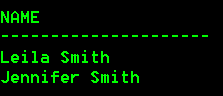 NAME
---------------------
Leila Smith
Jennifer Smith